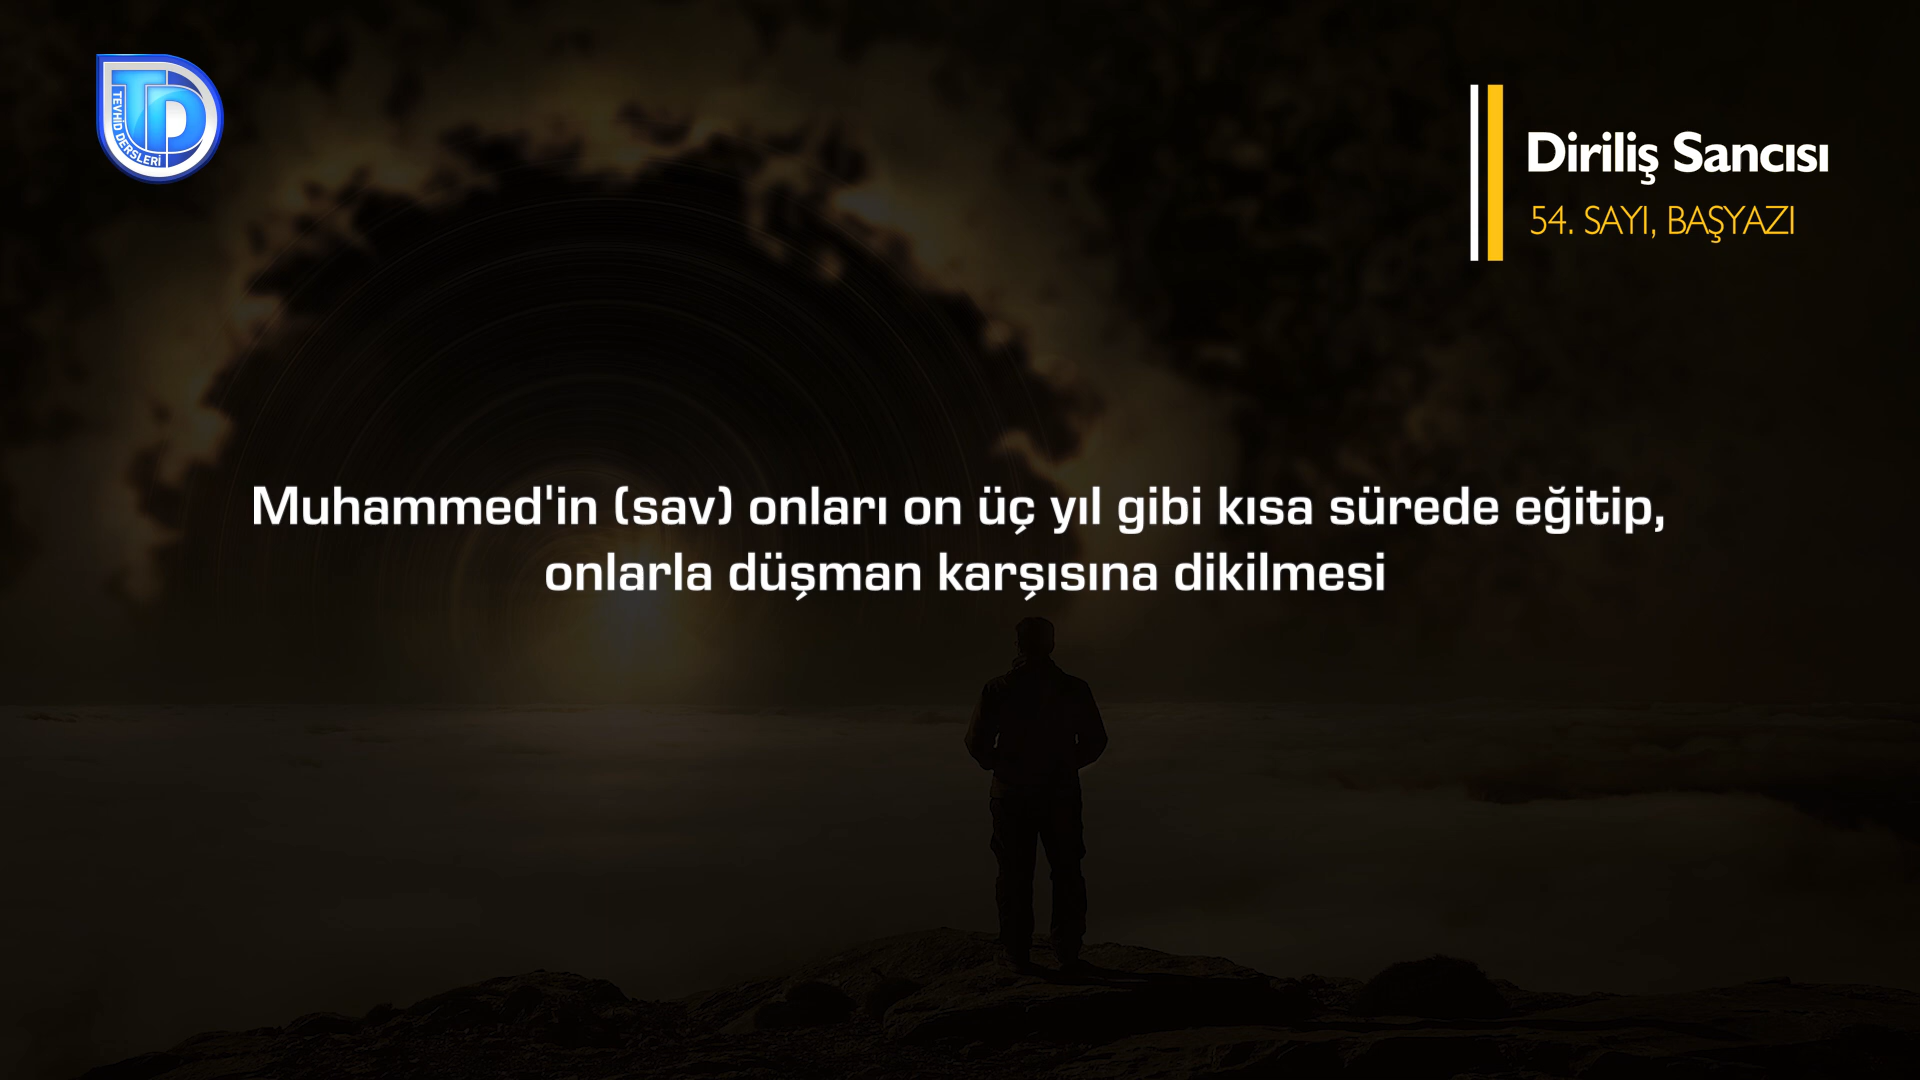 TD
TEVHİD DERSLERİ
Diriliş Sancısı
54. SAYI, BAŞYAZI
Muhammed'in (sav) onları on üç yıl gibi kısa sürede eğitip,
onlarla düşman karşısına dikilmesi